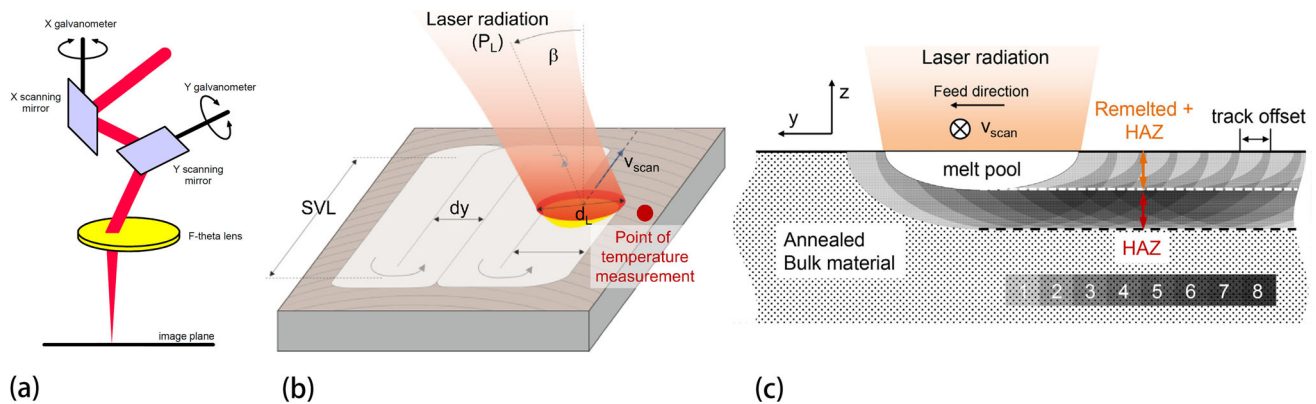 X galvanometer
Y galvanometer
X scanning
mirror
Y scanning
mirror
F-theta lens
image plane
(a)
Laser radiation
(PL)
β
vscan
SVL
dy
dL
Point of
temperature
measurement
(b)
Laser radiation
Feed direction
vscan
z
y
Remelted +
HAZ
track offset
melt pool
Annealed
Bulk material
HAZ
1 2 3 4 5 6 7 8
(c)